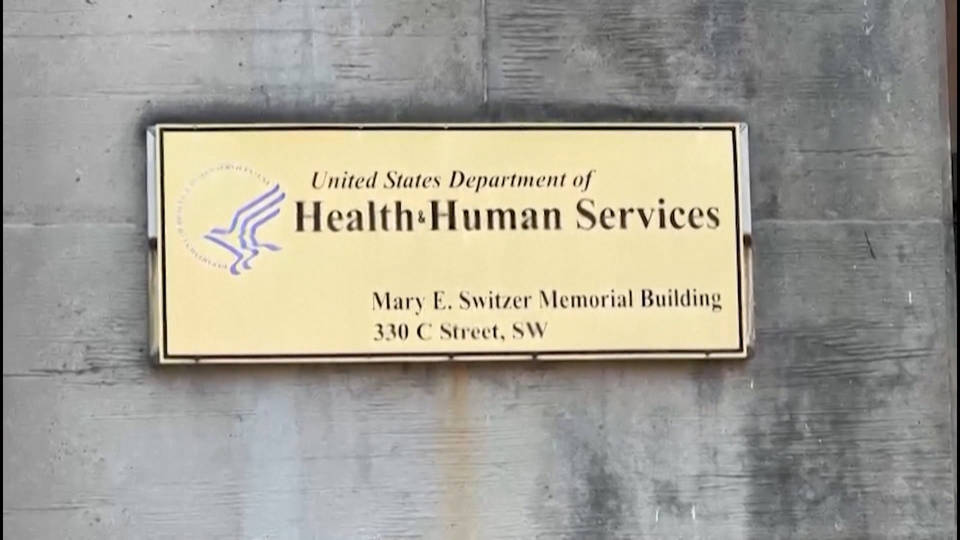 United States Department of
Health & Human Services
Mary E. Switzer Memorial Building
330 C Street, SW